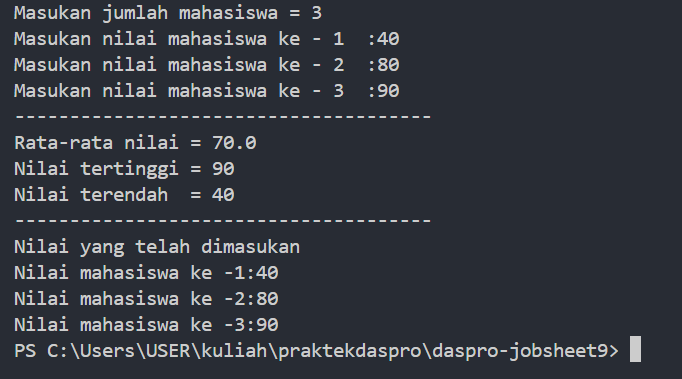 Masukan jumlah mahasiswa = 3
Masukan nilai mahasiswa ke - 1  :40
Masukan nilai mahasiswa ke - 2  :80
Masukan nilai mahasiswa ke - 3  :90
--------------------------------------
Rata-rata nilai = 70.0
Nilai tertinggi = 90
Nilai terendah  = 40
--------------------------------------
Nilai yang telah dimasukan
Nilai mahasiswa ke -1:40
Nilai mahasiswa ke -2:80
Nilai mahasiswa ke -3:90
PS C:\Users\USER\kuliah\praktekdaspro\daspro-jobsheet9>